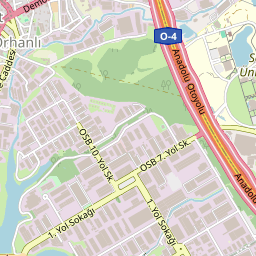 Orhanlı
O-4
Anadolu Otoyolu
OSB 10. Yol Sk.
OSB 7. Yol Sk.
1. Yol Sokağı
1. Yol Sokağı
Anadolu